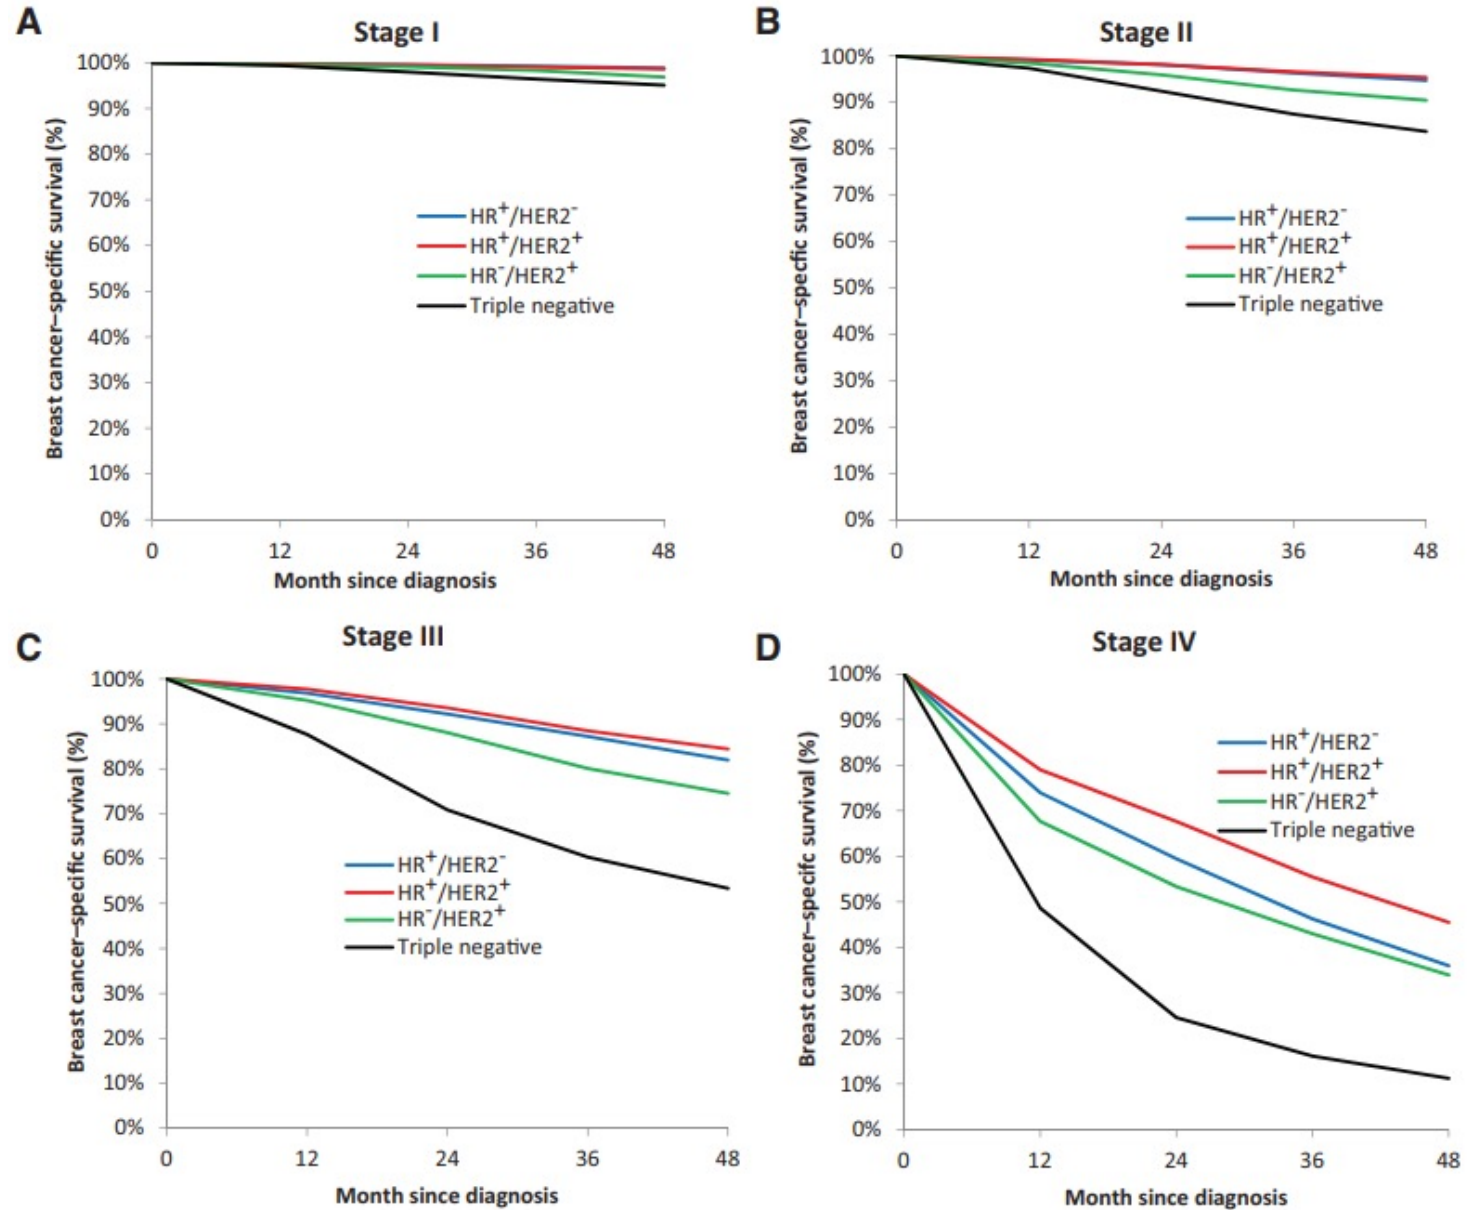 A
Stage I
Breast cancer–specific survival (%)
100%
90%
80%
70%
60%
50%
40%
30%
20%
10%
0%
HR+/HER2-
HR+/HER2+
HR-/HER2+
Triple negative
0 12 24 36 48
Month since diagnosis
B
Stage II
Breast cancer–specfic survival (%)
100%
90%
80%
70%
60%
50%
40%
30%
20%
10%
0%
HR+/HER2-
HR+/HER2+
HR-/HER2+
Triple negative
0 12 24 36 48
Month since diagnosis
C
Stage III
Breast cancer–specific survival (%)
100%
90%
80%
70%
60%
50%
40%
30%
20%
10%
0%
HR+/HER2-
HR+/HER2+
HR-/HER2+
Triple negative
0 12 24 36 48
Month since diagnosis
D
Stage IV
Breast cancer–specific survival (%)
100%
90%
80%
70%
60%
50%
40%
30%
20%
10%
0%
HR+/HER2-
HR+/HER2+
HR-/HER2+
Triple negative
0 12 24 36 48
Month since diagnosis